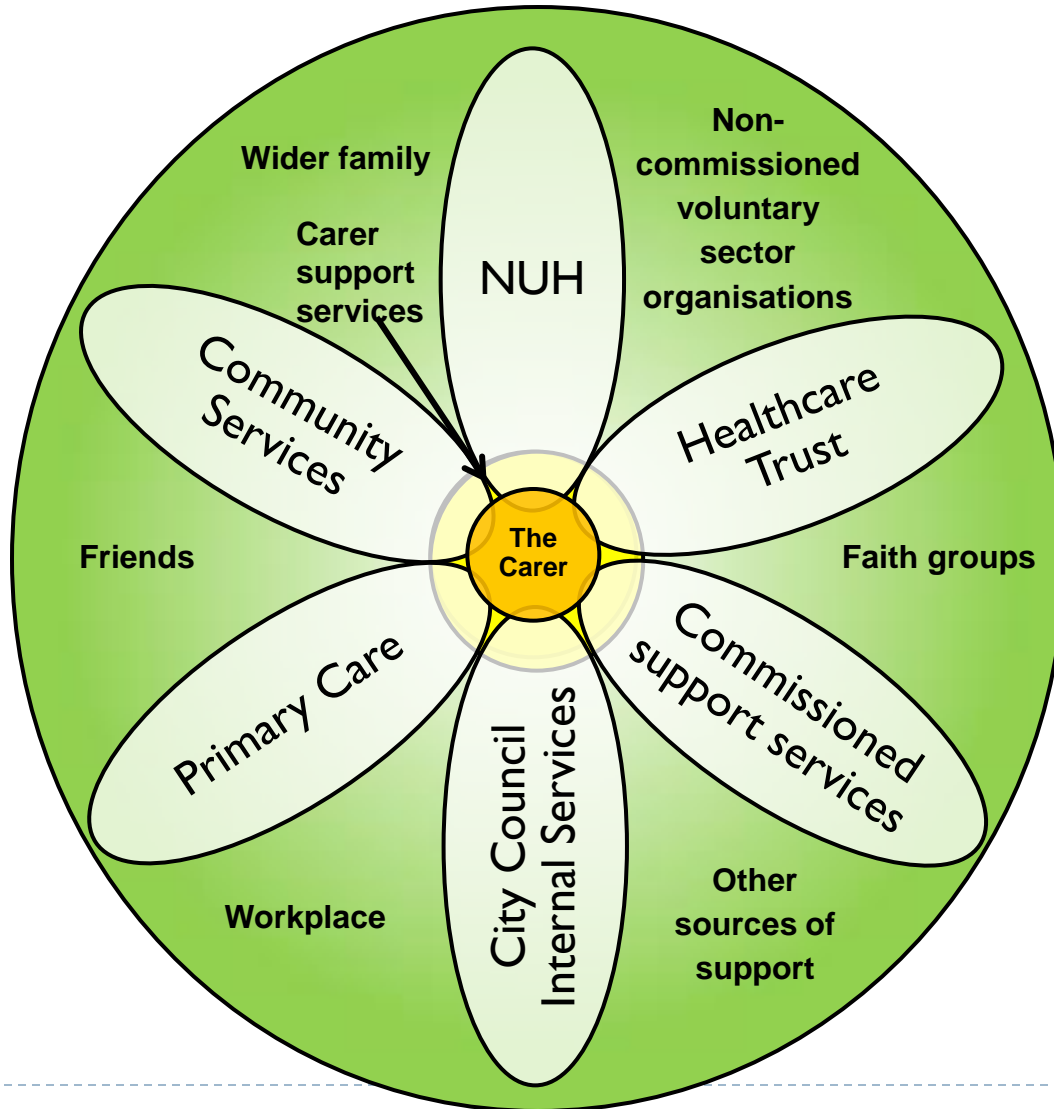 Wider family
Non-
commissioned
voluntary
sector
organisations
Carer
support
services
NUH
Community
Services
Healthcare
Trust
Friends
The
Carer
Faith groups
Primary Care
City Council
Internal Services
Commissioned
support services
Workplace
Other
sources of
support